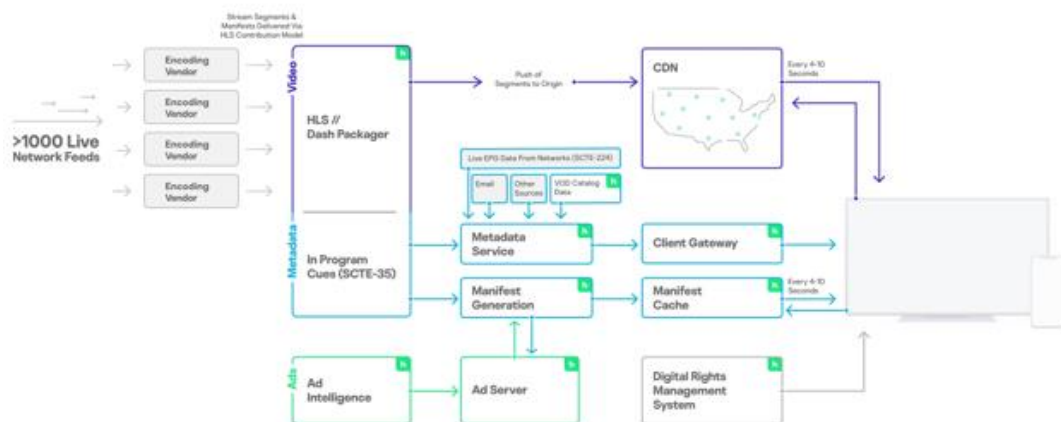 Stream Segments &
Manifests Delivered Via
HLS Contribution Model
>1000 Live
Network Feeds
Encoding
Vendor
Encoding
Vendor
Encoding
Vendor
Encoding
Vendor
Video
h
HLS //
Dash Packager
Metadata
In Program
Cues (SCTE-35)
Push of
Segments to Origin
CDN
Every 4-10
Seconds
Live EPG Data From Networks (SCTE-224)
Email
Other
Sources
VOD Catalog
Data
h
Metadata
Service
h
Client Gateway
h
Manifest
Generation
h
Manifest
Cache
h
Every 4-10
Seconds
Ads
Ad
Intelligence
h
Ad Server
h
Digital Rights
Management
System
h